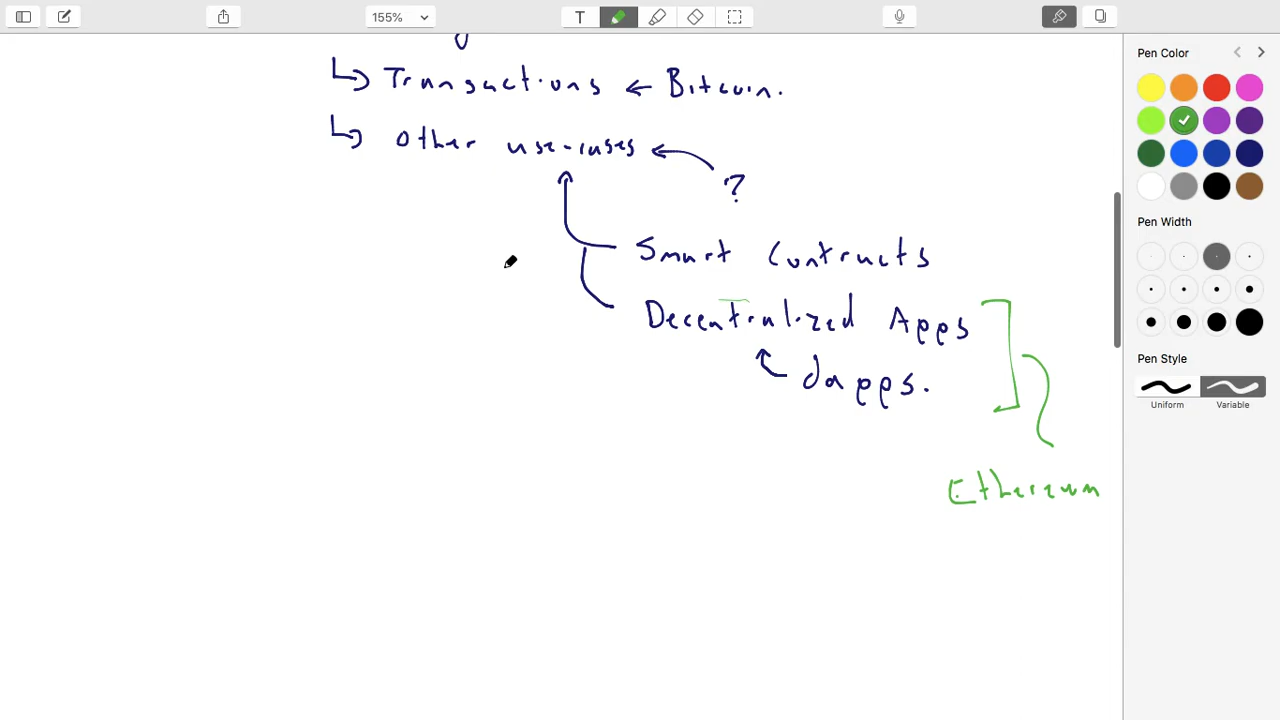 155%
T
Transactions ← Bitcoin.
Other use-cases ←
?
Smart Contracts
Decentralized Apps
dapps.
Ethereum
Pen Color
Pen Width
Pen Style
Uniform Variable